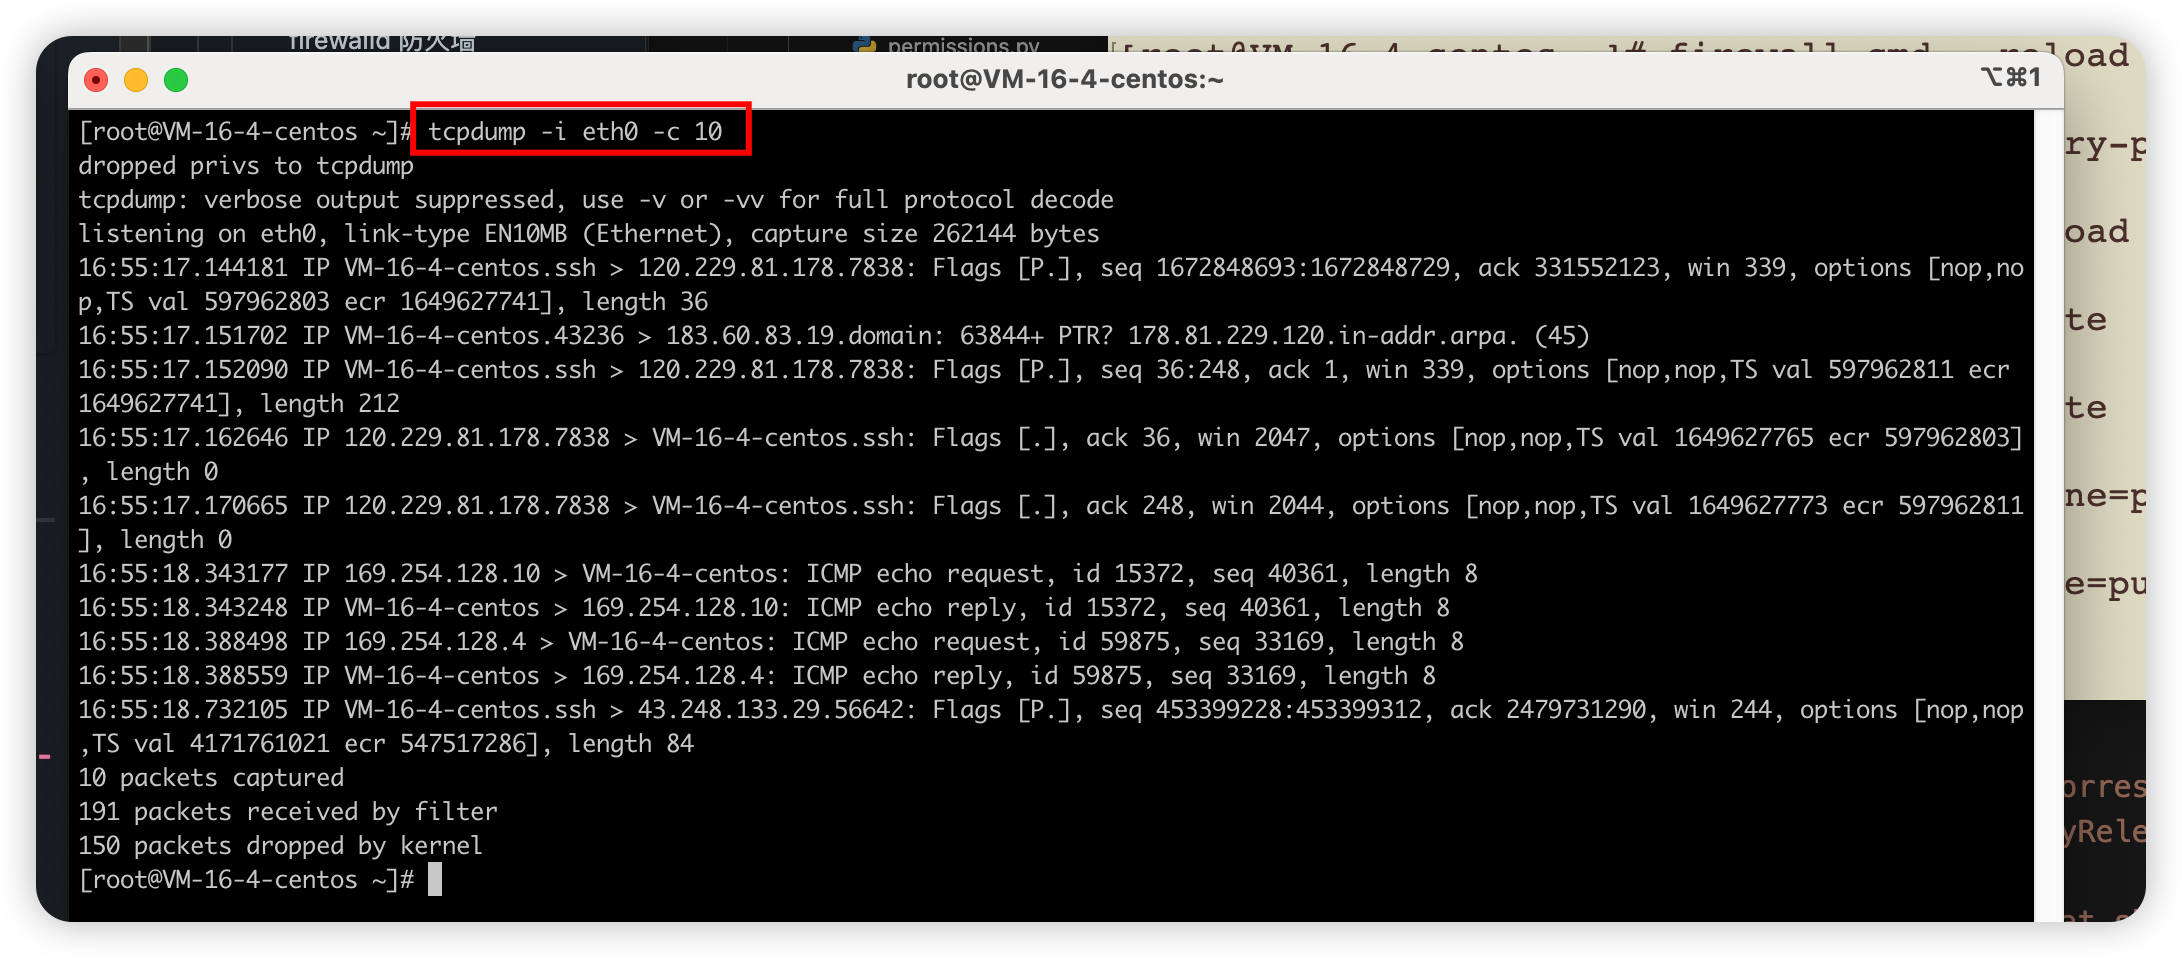 firewalld 防火墙
permissions.py
[root@VM-16-4-centos ~]# firewall-cmd --reload
root@VM-16-4-centos:~
⌥⌘1
[root@VM-16-4-centos ~]# tcpdump -i eth0 -c 10
dropped privs to tcpdump
tcpdump: verbose output suppressed, use -v or -vv for full protocol decode
listening on eth0, link-type EN10MB (Ethernet), capture size 262144 bytes
16:55:17.144181 IP VM-16-4-centos.ssh > 120.229.81.178.7838: Flags [P.], seq 1672848693:1672848729, ack 331552123, win 339, options [nop,no
p,TS val 597962803 ecr 1649627741], length 36
16:55:17.151702 IP VM-16-4-centos.43236 > 183.60.83.19.domain: 63844+ PTR? 178.81.229.120.in-addr.arpa. (45)
16:55:17.152090 IP VM-16-4-centos.ssh > 120.229.81.178.7838: Flags [P.], seq 36:248, ack 1, win 339, options [nop,nop,TS val 597962811 ecr
1649627741], length 212
16:55:17.162646 IP 120.229.81.178.7838 > VM-16-4-centos.ssh: Flags [.], ack 36, win 2047, options [nop,nop,TS val 1649627765 ecr 597962803]
, length 0
16:55:17.170665 IP 120.229.81.178.7838 > VM-16-4-centos.ssh: Flags [.], ack 248, win 2044, options [nop,nop,TS val 1649627773 ecr 597962811
], length 0
16:55:18.343177 IP 169.254.128.10 > VM-16-4-centos: ICMP echo request, id 15372, seq 40361, length 8
16:55:18.343248 IP VM-16-4-centos > 169.254.128.10: ICMP echo reply, id 15372, seq 40361, length 8
16:55:18.388498 IP 169.254.128.4 > VM-16-4-centos: ICMP echo request, id 59875, seq 33169, length 8
16:55:18.388559 IP VM-16-4-centos > 169.254.128.4: ICMP echo reply, id 59875, seq 33169, length 8
16:55:18.732105 IP VM-16-4-centos.ssh > 43.248.133.29.56642: Flags [P.], seq 453399228:453399312, ack 2479731290, win 244, options [nop,nop
,TS val 4171761021 ecr 547517286], length 84
10 packets captured
191 packets received by filter
150 packets dropped by kernel
[root@VM-16-4-centos ~]#
ry-p
oad
te
te
ne=p
e=pu
orres
yRele